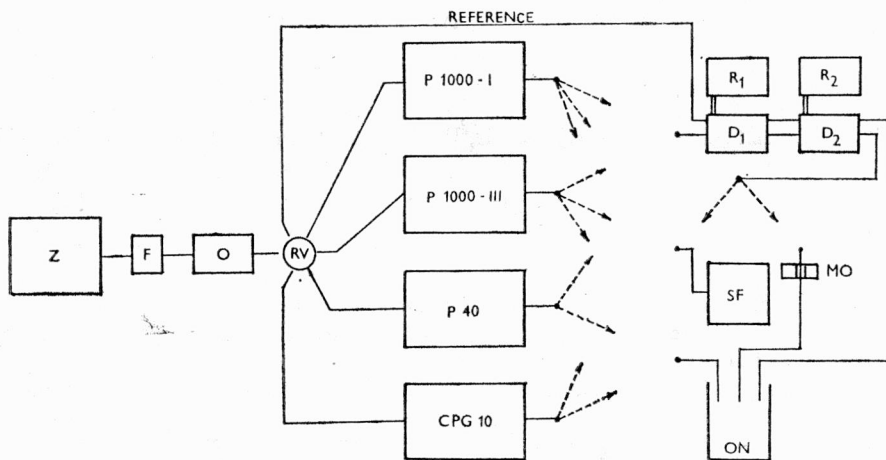 REFERENCE
P 1000 - I
R1
R2
D1
D2
P 1000 - III
Z
F
O
RV
P 40
SF
MO
CPG 10
ON